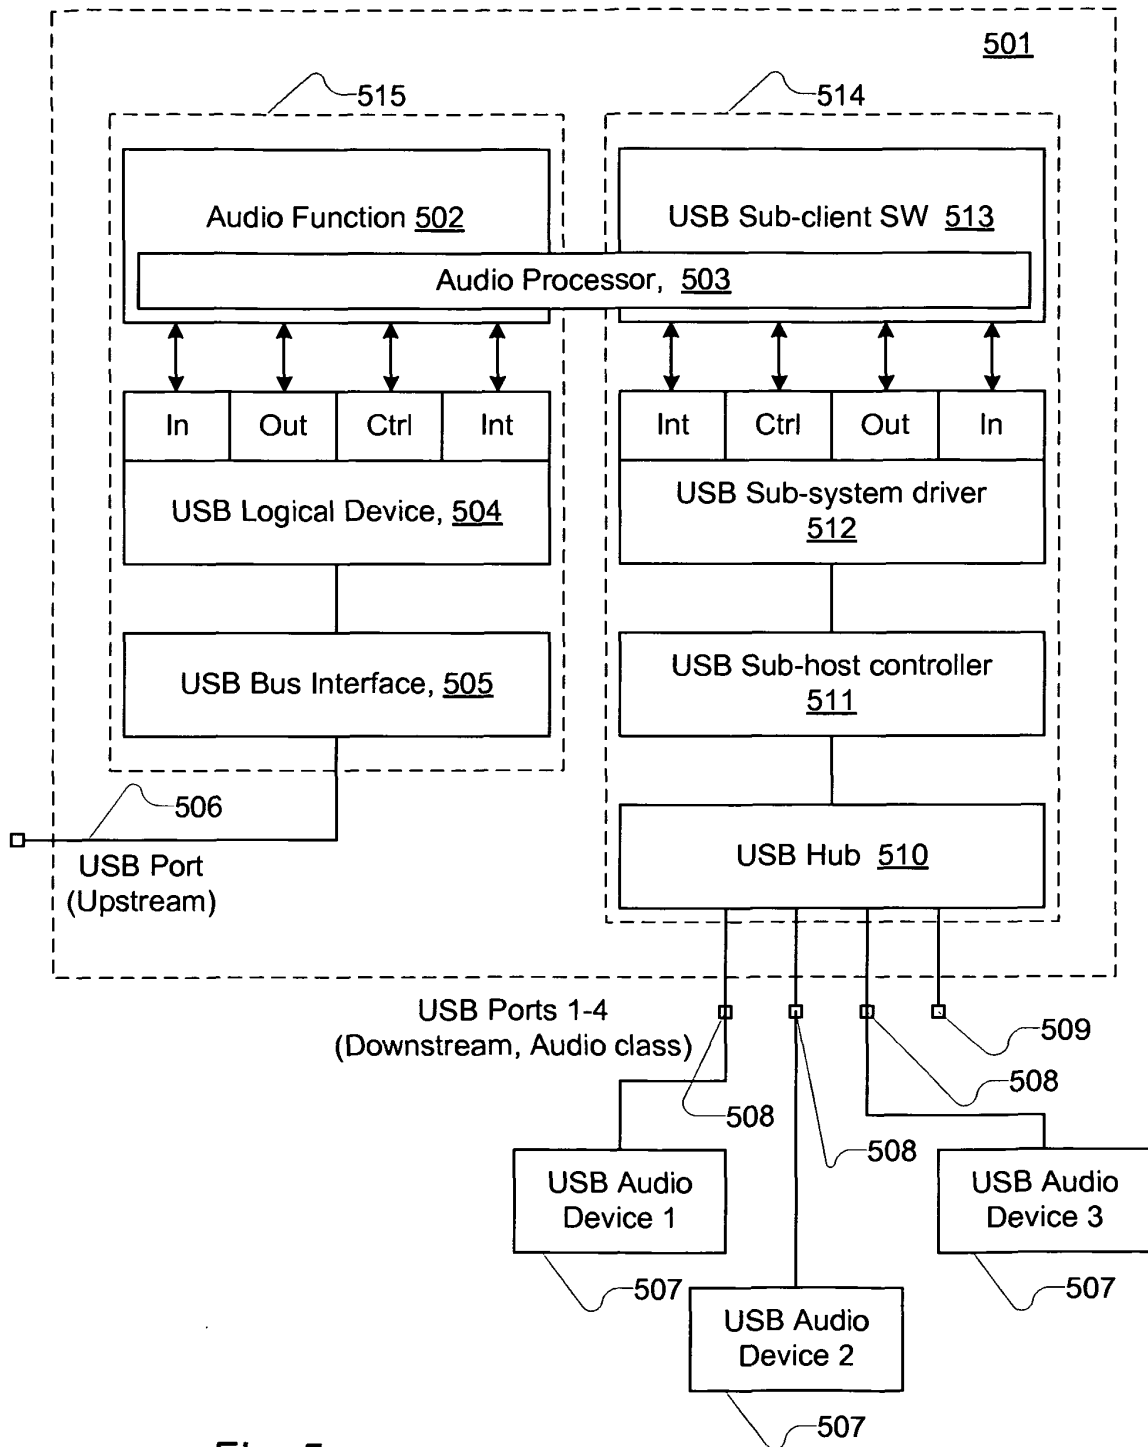 501
515
514
Audio Function 502
USB Sub-client SW 513
Audio Processor, 503
In Out Ctrl Int
Int Ctrl Out In
USB Logical Device, 504
USB Sub-system driver
512
USB Bus Interface, 505
USB Sub-host controller
511
506
USB Port
(Upstream)
USB Hub 510
USB Ports 1-4
(Downstream, Audio class)
509
508
508
508
USB Audio
Device 1
USB Audio
Device 3
507
507
USB Audio
Device 2
507